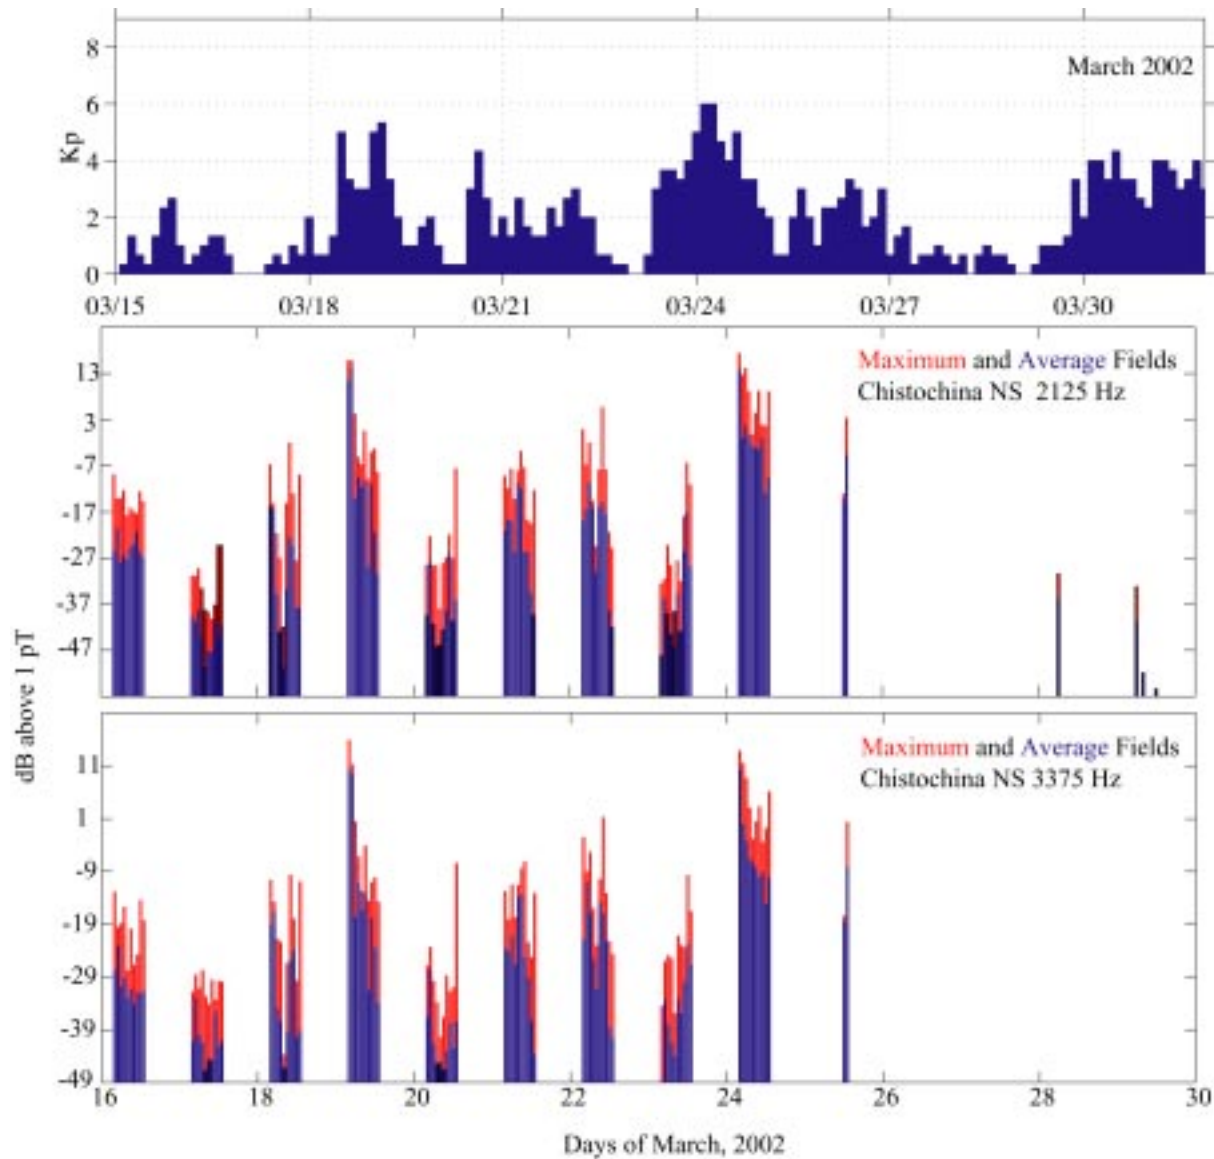 8
6
4
2
0
Kp
March 2002
03/15 03/18 03/21 03/24 03/27 03/30
Maximum and Average Fields
Chistochina NS 2125 Hz
13
3
-7
-17
-27
-37
-47
dB above 1 pT
Maximum and Average Fields
Chistochina NS 3375 Hz
11
1
-9
-19
-29
-39
-49
16 18 20 22 24 26 28 30
Days of March, 2002